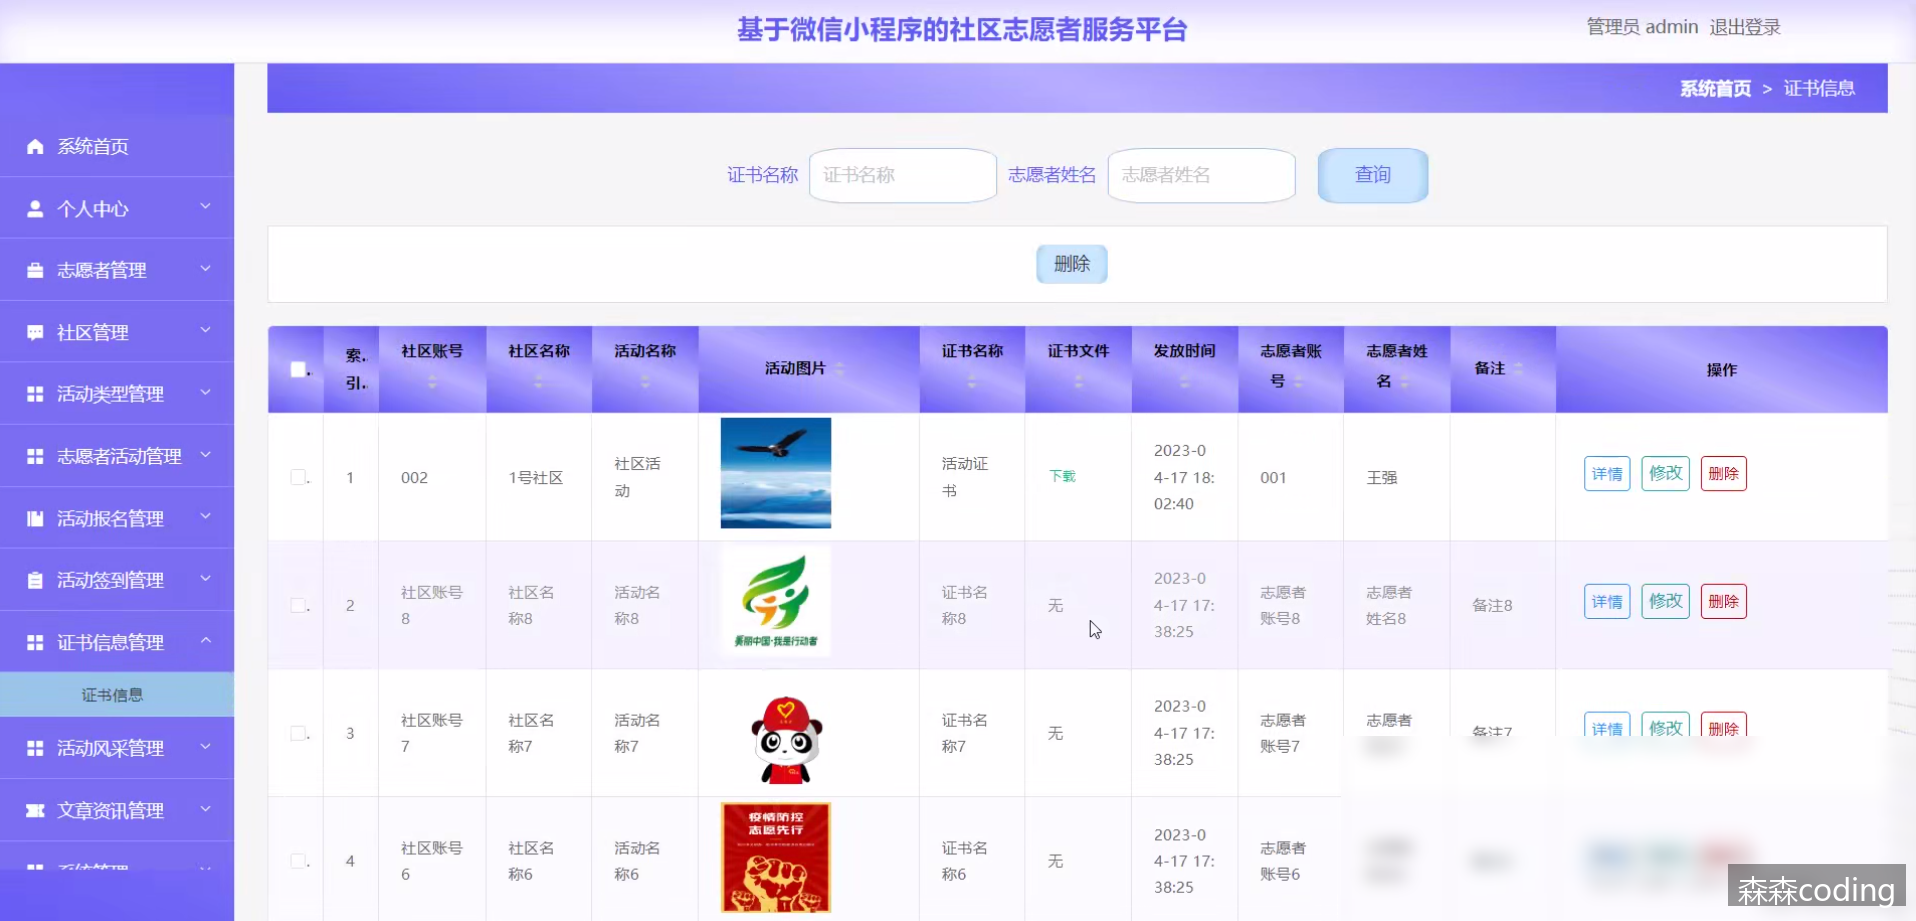 基于微信小程序的社区志愿者服务平台
管理员 admin 退出登录
系统首页 > 证书信息
系统首页
个人中心
志愿者管理
社区管理
活动类型管理
志愿者活动管理
活动报名管理
活动签到管理
证书信息管理
证书信息
活动风采管理
文章资讯管理
系统管理
证书名称 证书名称 志愿者姓名 志愿者姓名 查询
删除
索.. 社区账号 社区名称 活动名称 活动图片 证书名称 证书文件 发放时间 志愿者账 志愿者姓 备注 操作
引.. 号 名
1 002 1号社区 社区活 活动证 下载 2023-0 001 王强 详情 修改 删除
动 书 4-17 18:
02:40
2 社区账号 社区名 活动名 证书名 无 2023-0 志愿者 志愿者 备注8 详情 修改 删除
8 称8 称8 称8 4-17 17: 账号8 姓名8
38:25
美丽中国·我是行动者
3 社区账号 社区名 活动名 证书名 无 2023-0 志愿者 志愿者 备注7 详情 修改 删除
7 称7 称7 称7 4-17 17: 账号7
38:25
4 社区账号 社区名 活动名 证书名 无 2023-0 志愿者
6 称6 称6 称6 4-17 17: 账号6
38:25
疫情防控
志愿先行
森森coding